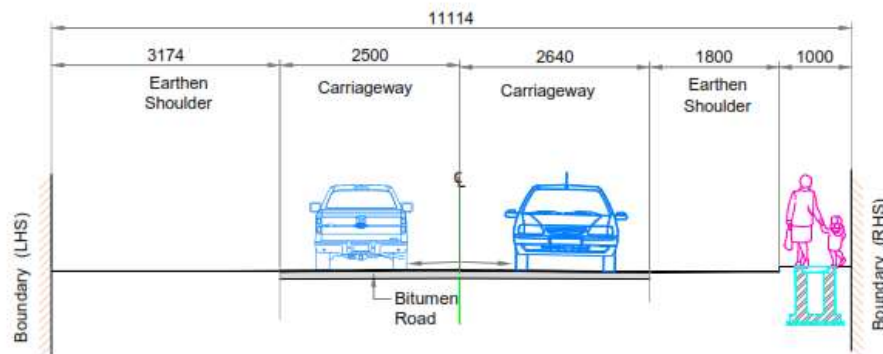 11114
3174 2500 2640 1800 1000
Earthen
Shoulder
Carriageway
Carriageway
Earthen
Shoulder
℄
Boundary (LHS)
Boundary (RHS)
Bitumen
Road